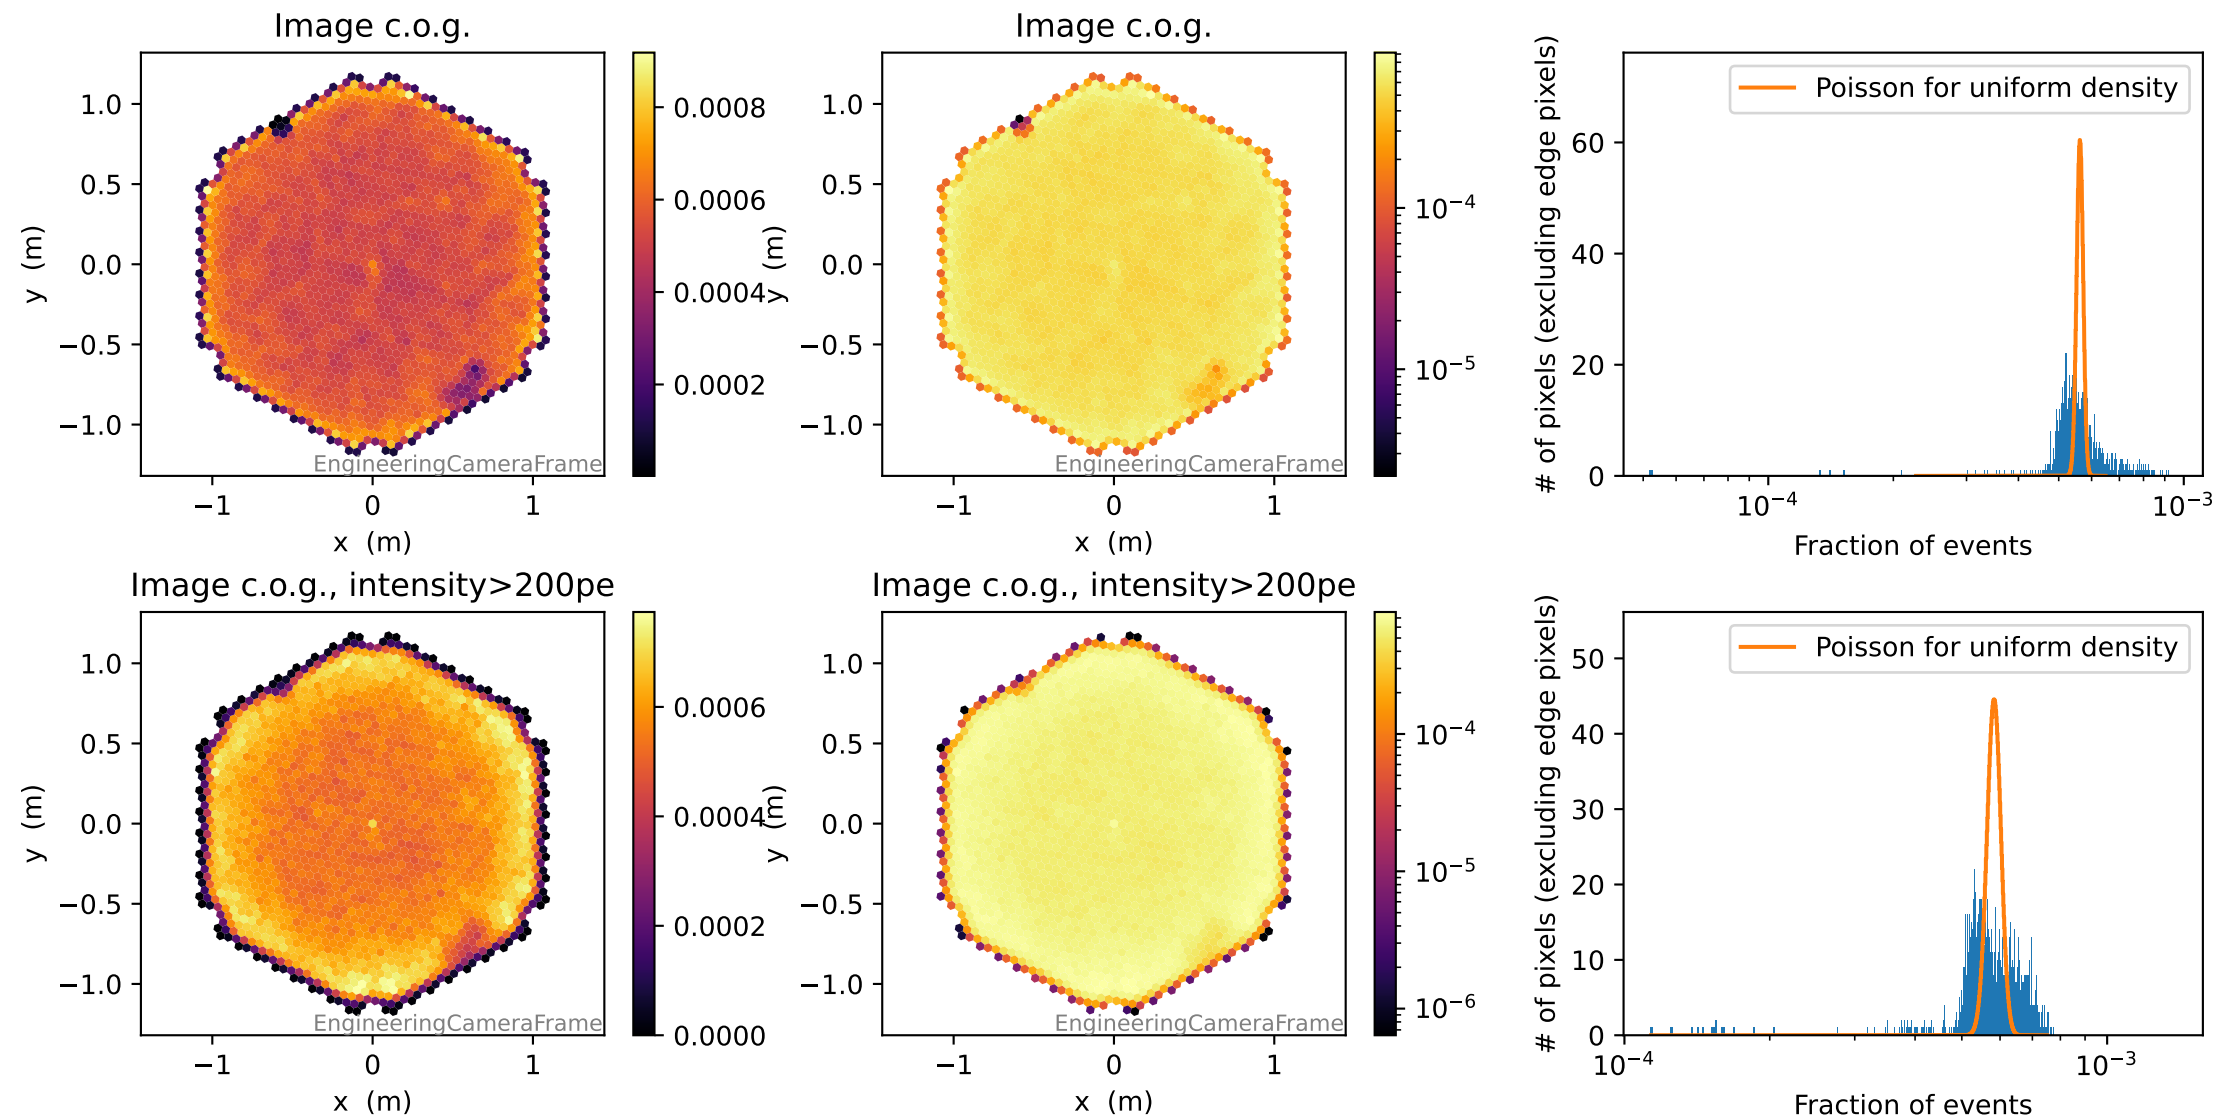 Image c.o.g.
1.0
0.5
0.0
−0.5
−1.0
y (m)
−1 0 1
x (m)
EngineeringCameraFrame
0.0008
0.0006
0.0004
0.0002
Image c.o.g.
1.0
0.5
0.0
−0.5
−1.0
y (m)
−1 0 1
x (m)
EngineeringCameraFrame
10⁻⁴
10⁻⁵
Poisson for uniform density
# of pixels (excluding edge pixels)
60
40
20
0
10⁻⁴ 10⁻³
Fraction of events
Image c.o.g., intensity>200pe
1.0
0.5
0.0
−0.5
−1.0
y (m)
−1 0 1
x (m)
EngineeringCameraFrame
0.0006
0.0004
0.0002
0.0000
Image c.o.g., intensity>200pe
1.0
0.5
0.0
−0.5
−1.0
y (m)
−1 0 1
x (m)
EngineeringCameraFrame
10⁻⁴
10⁻⁵
10⁻⁶
Poisson for uniform density
# of pixels (excluding edge pixels)
50
40
30
20
10
0
10⁻⁴ 10⁻³
Fraction of events